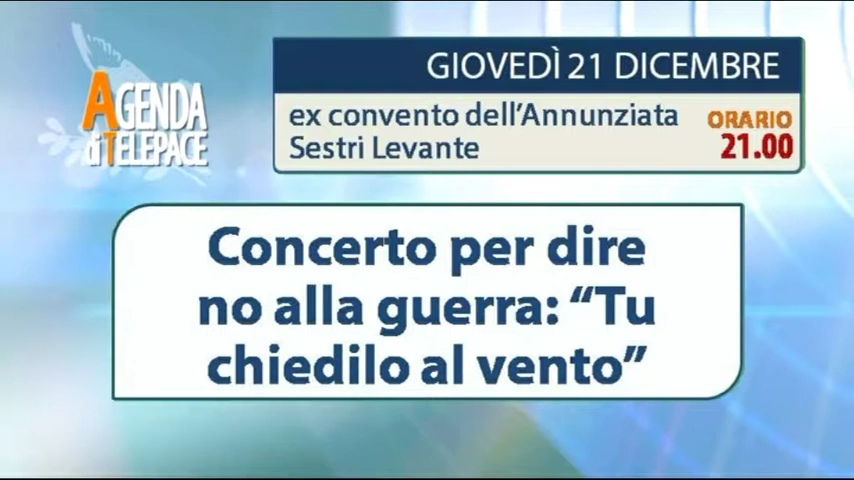 AGENDA
di TELEPACE
GIOVEDÌ 21 DICEMBRE
ex convento dell'Annunziata
Sestri Levante
ORARIO
21.00
Concerto per dire
no alla guerra: “Tu
chiedilo al vento”